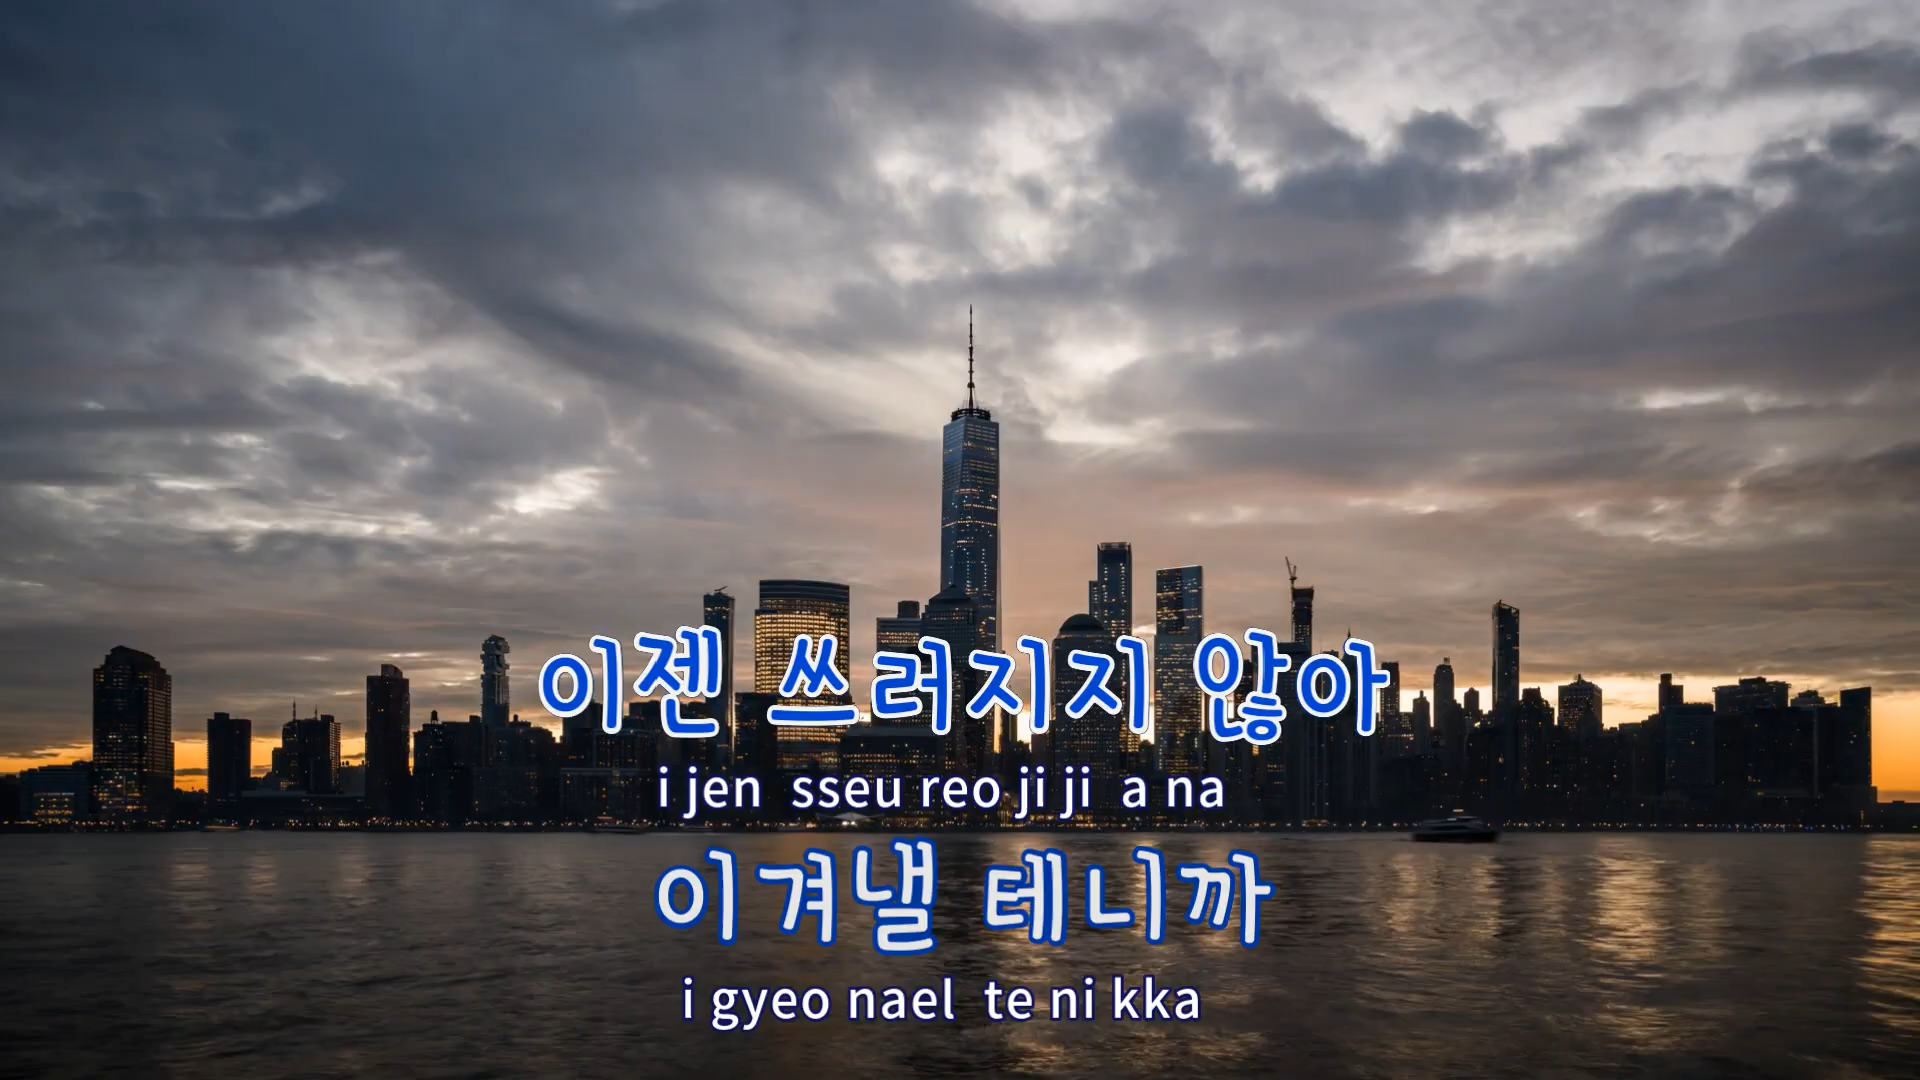 이젠 쓰러지지 않아
i jen sseu reo ji ji a na
이겨낼 테니까
i gyeo nael te ni kka